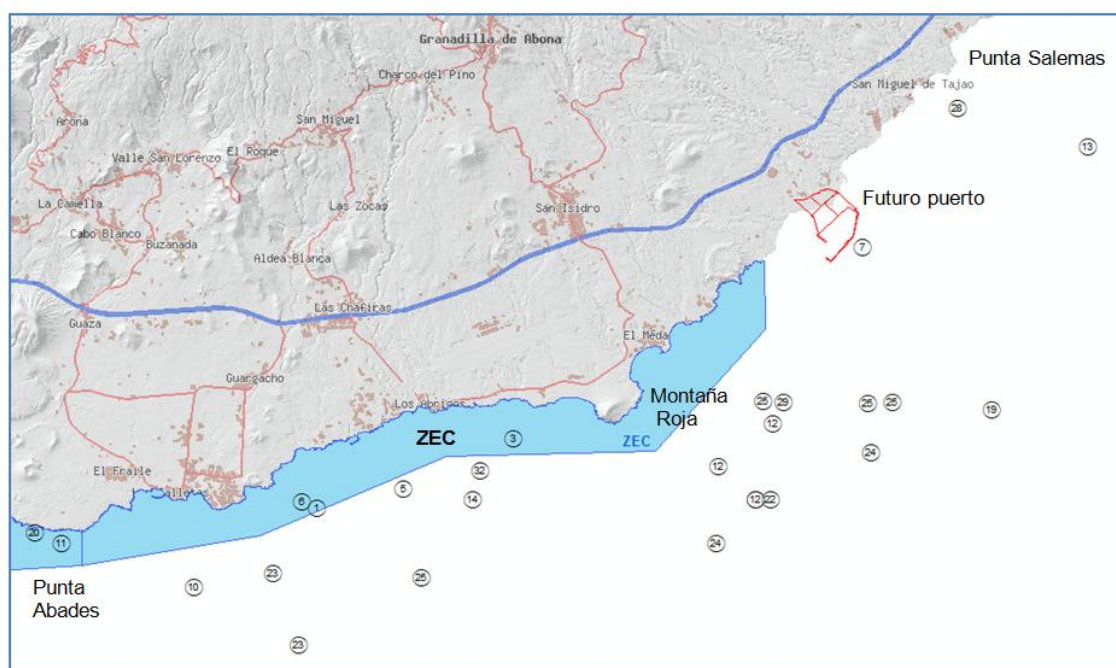 Granadilla de Abona
Punta Salemas
Charco del Pino
San Miguel de Tajao
28
Arona
San Miguel
13
El Roque
Valle San Lorenzo
La Camella
Las Zocas
San Isidro
Futuro puerto
Cabo Blanco
Buzanada
7
Aldea Blanca
Las Chafiras
Guaza
El Méda
Guargacho
Montaña
Roja
Los Abrigos
25
29
25
25
19
12
ZEC
3
ZEC
24
12
El Fraile
32
5
14
12
22
6
1
20
11
24
23
25
Punta
Abades
10
23